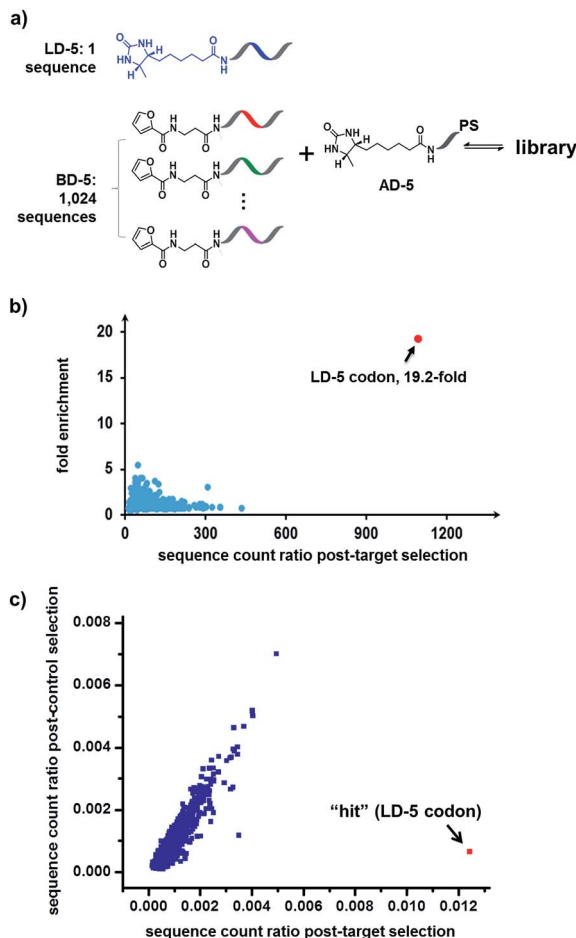 a)
LD-5: 1
sequence
O
NH
HN
H
O
N
H
BD-5:
1,024
sequences
O
H
N
O
H
N
O
O
H
N
O
H
N
O
⋮
O
H
N
O
H
N
O
+
O
NH
HN
H
O
N
H
PS
AD-5
library
b)
fold enrichment
20
15
10
5
0
LD-5 codon, 19.2-fold
0 300 600 900 1200
sequence count ratio post-target selection
c)
sequence count ratio post-control selection
0.008
0.006
0.004
0.002
0.000
"hit" (LD-5 codon)
0.000 0.002 0.004 0.006 0.008 0.010 0.012
sequence count ratio post-target selection